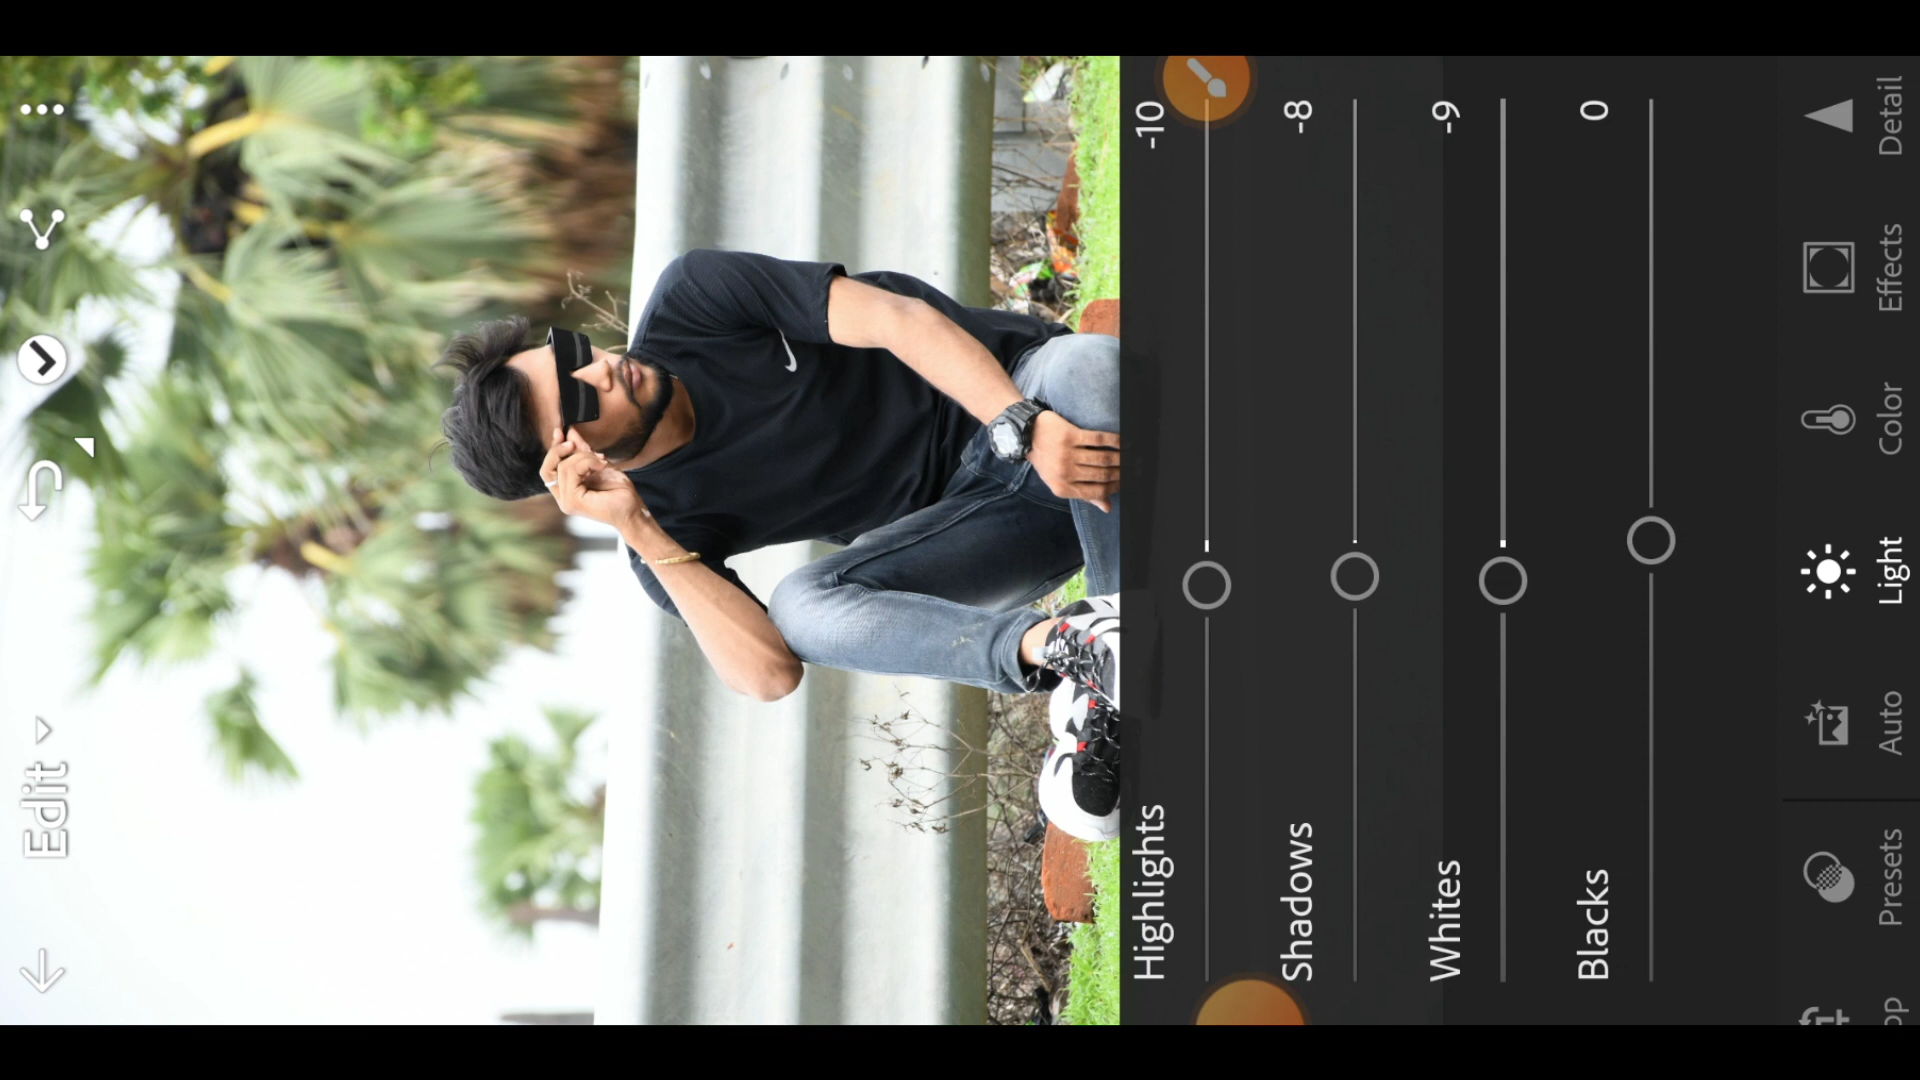 Edit
Highlights -10
Shadows -8
Whites -9
Blacks 0
Presets
Auto
Light
Color
Effects
Detail